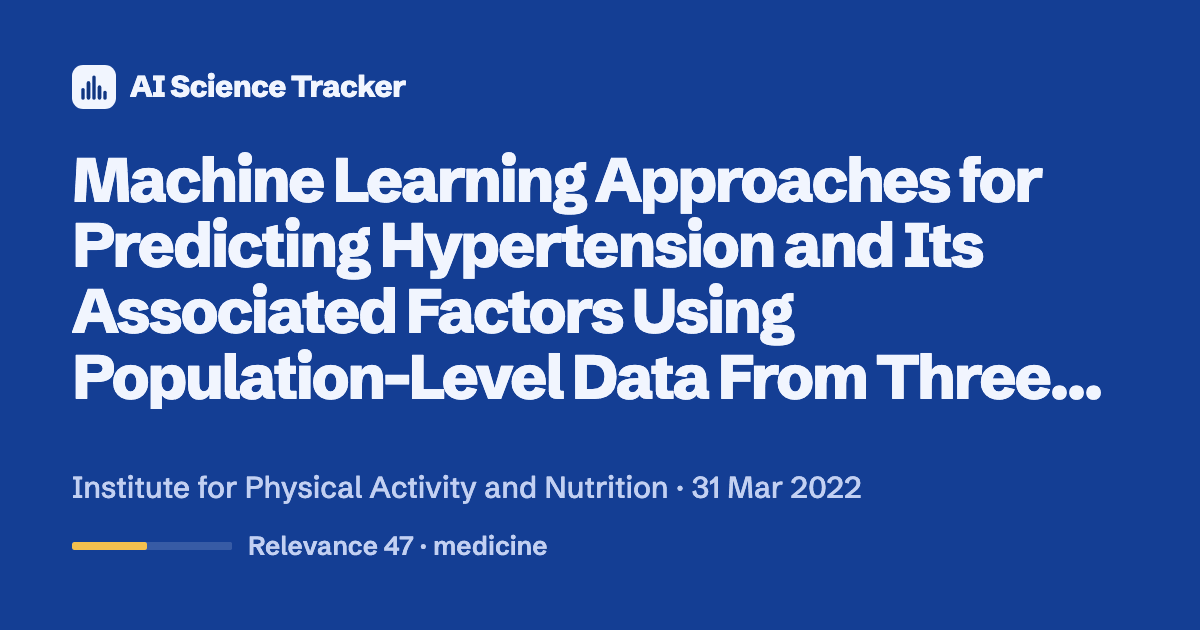 AI Science Tracker
Machine Learning Approaches for
Predicting Hypertension and Its
Associated Factors Using
Population-Level Data From Three...
Institute for Physical Activity and Nutrition · 31 Mar 2022
Relevance 47 · medicine